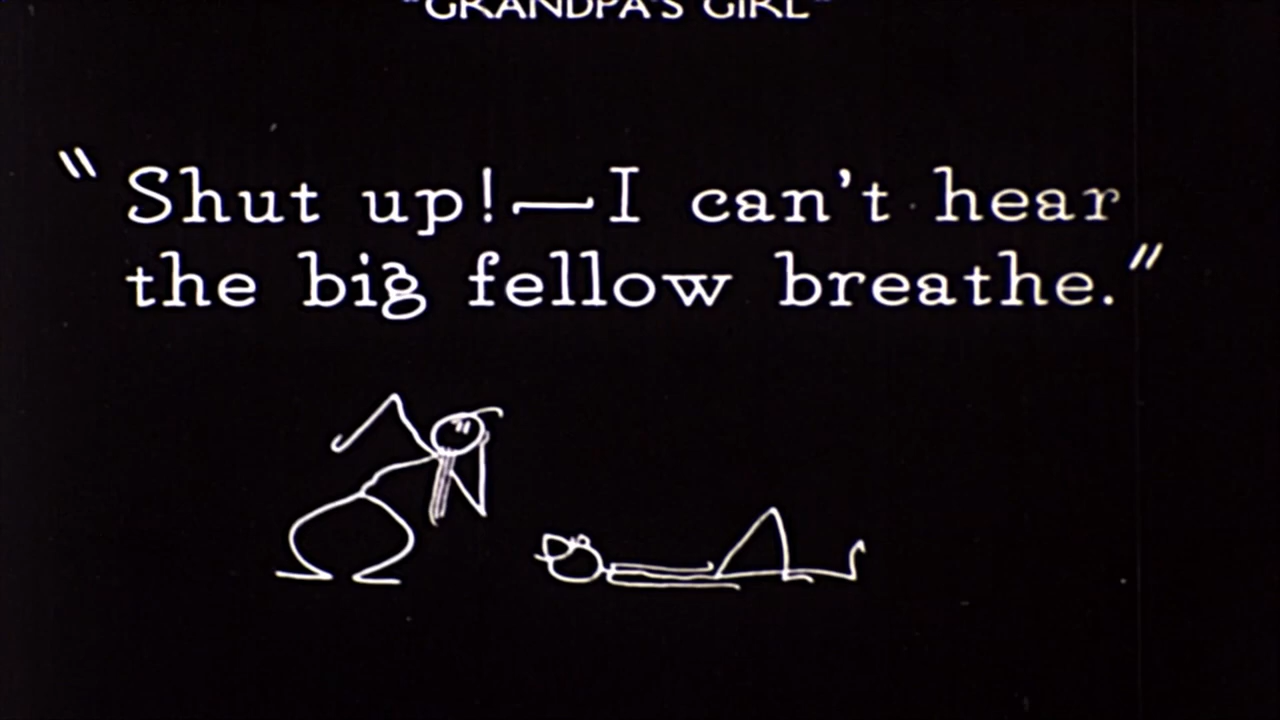 "GRANDPA'S GIRL"
"Shut up!—I can't hear
the big fellow breathe."